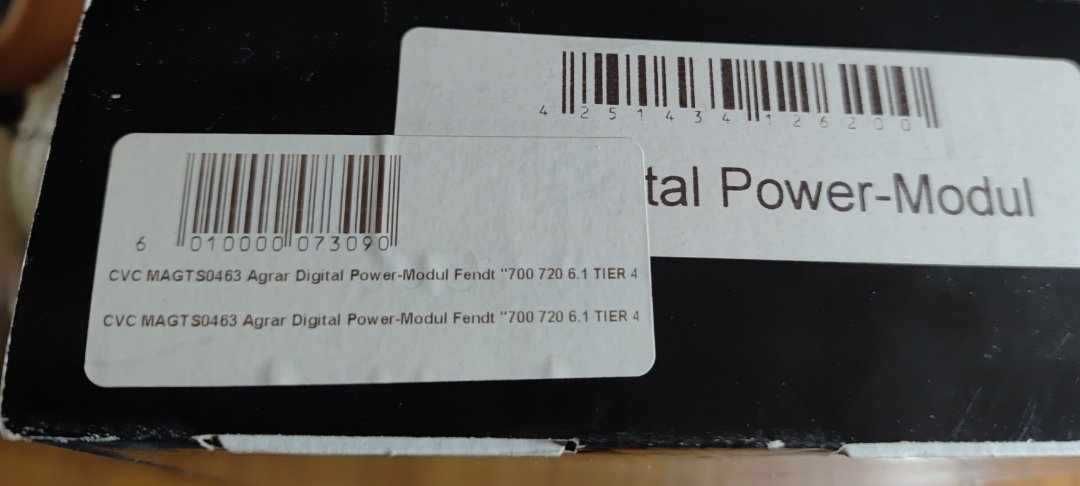 4 251434 126200
tal Power-Modul
6 010000 073090
CVC MAGTS0463 Agrar Digital Power-Modul Fendt "700 720 6.1 TIER 4
CVC MAGTS0463 Agrar Digital Power-Modul Fendt "700 720 6.1 TIER 4